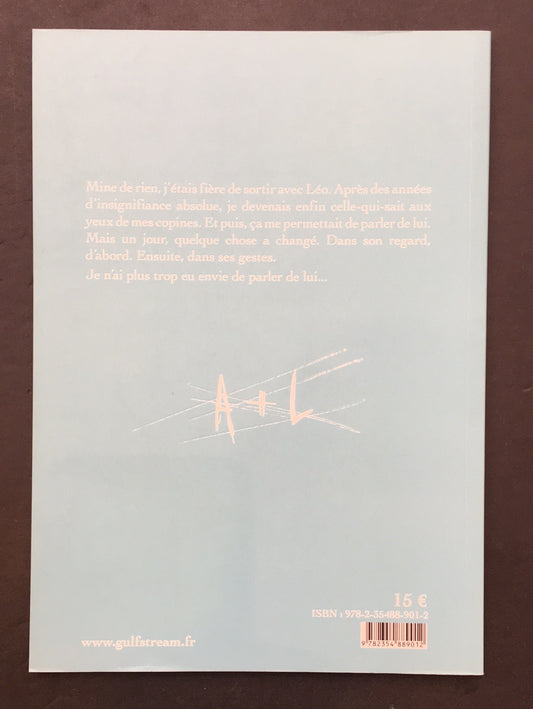 Mine de rien, j'étais fière de sortir avec Léo. Après des années
d'insignifiance absolue, je devenais enfin celle-qui-sait aux
yeux de mes copines. Et puis, ça me permettait de parler de lui.
Mais un jour, quelque chose a changé. Dans son regard,
d'abord. Ensuite, dans ses gestes.
Je n'ai plus trop eu envie de parler de lui...
A + L
15 €
ISBN : 978-2-35488-901-2
www.gulfstream.fr
9 782354 889012